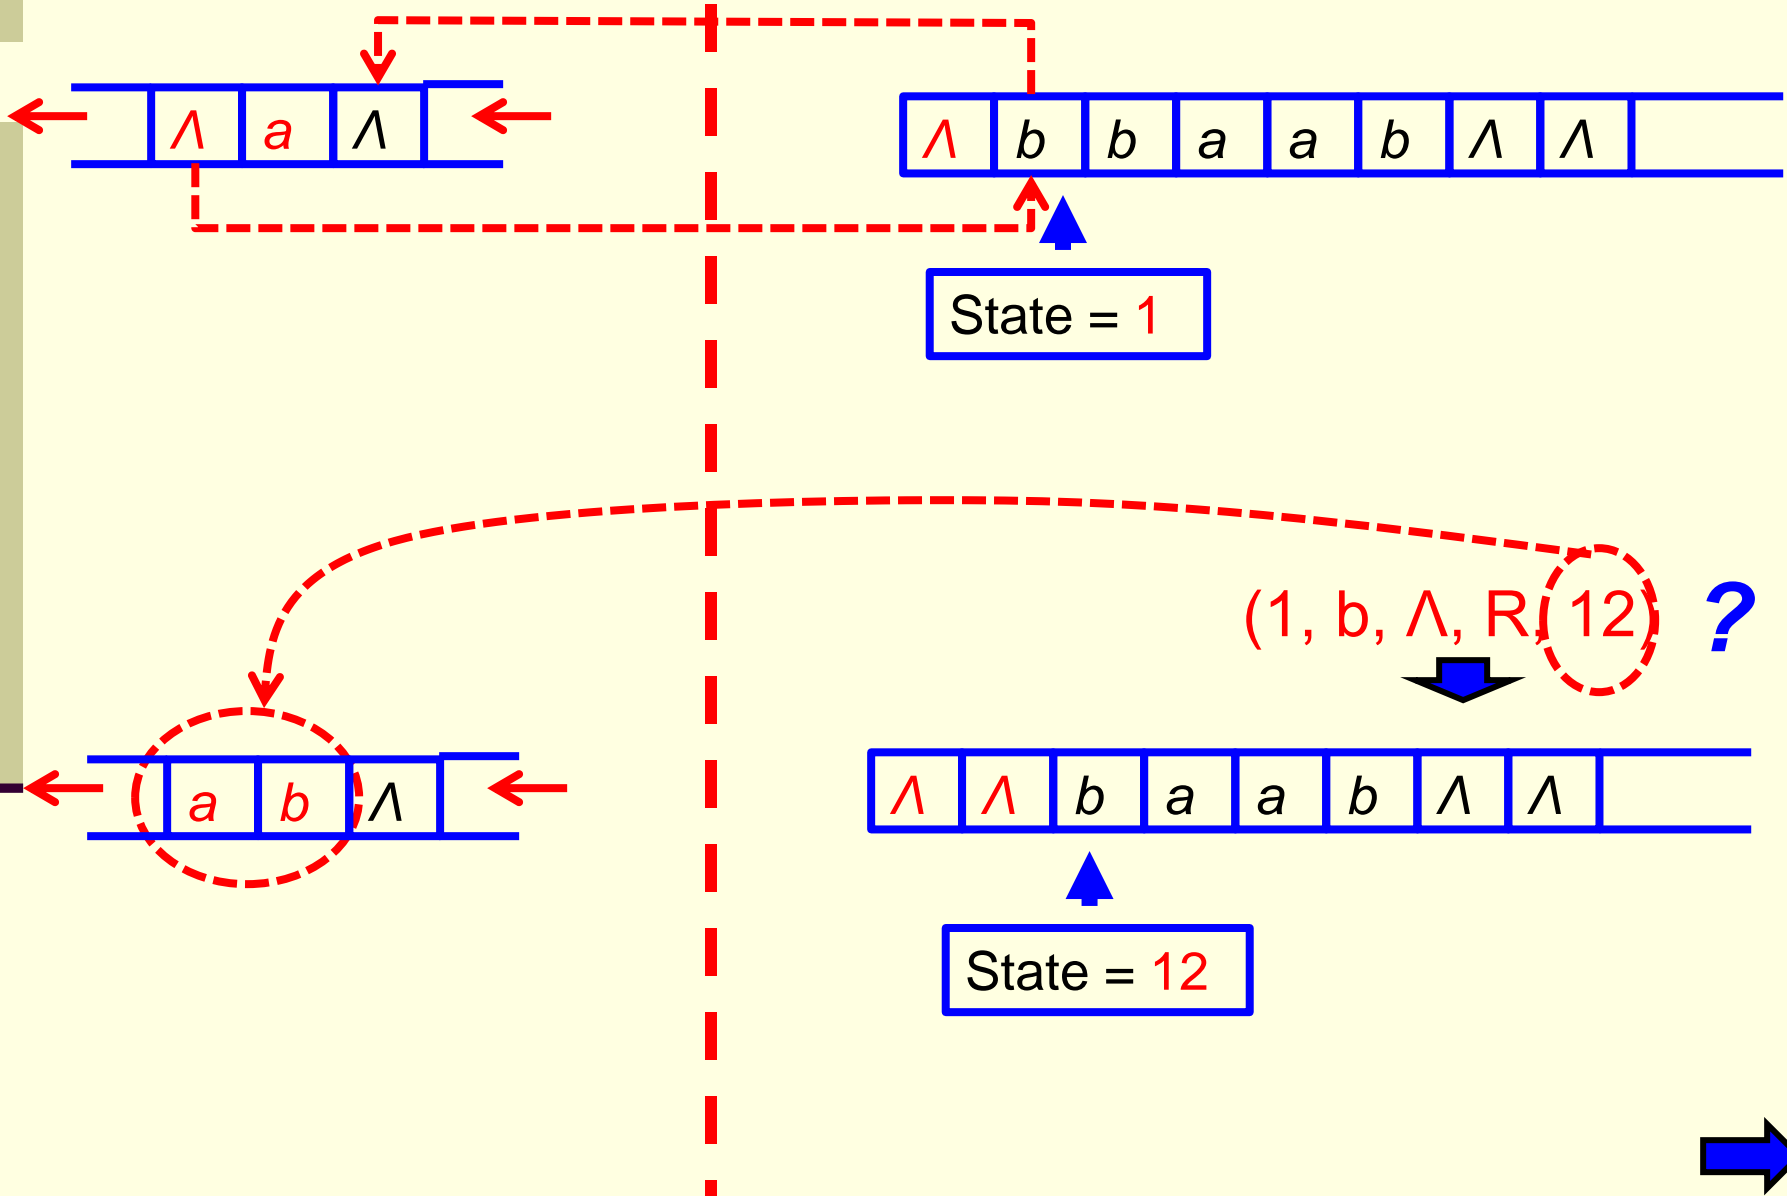 Λ a Λ
Λ b b a a b Λ Λ
State = 1
(1, b, Λ, R, 12) ?
a b Λ
Λ Λ b a a b Λ Λ
State = 12